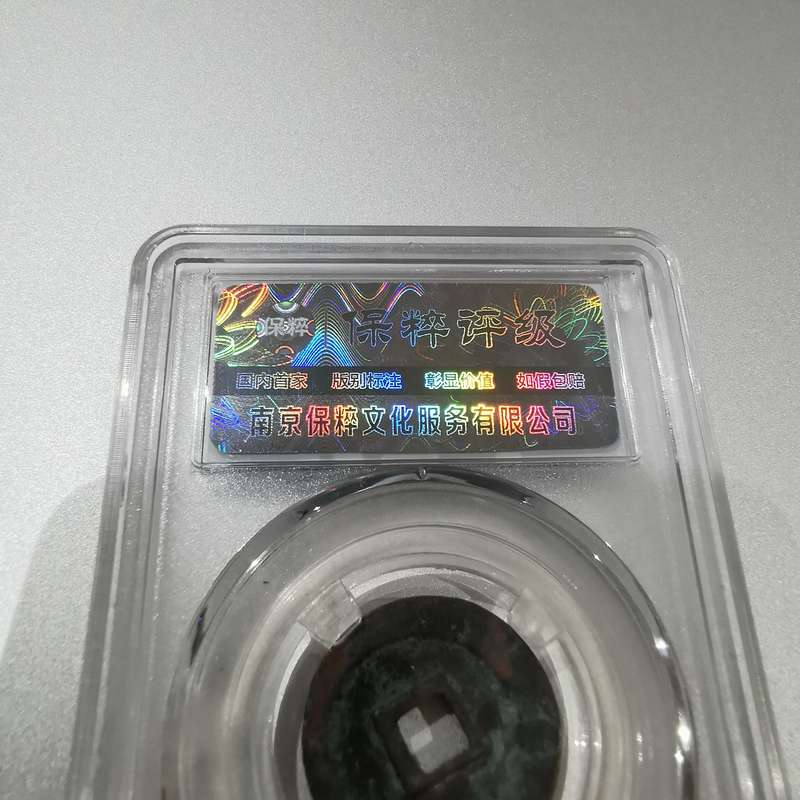 保粹 保粹评级
国内首家 版别标注 彰显价值 如假包赔
南京保粹文化服务有限公司